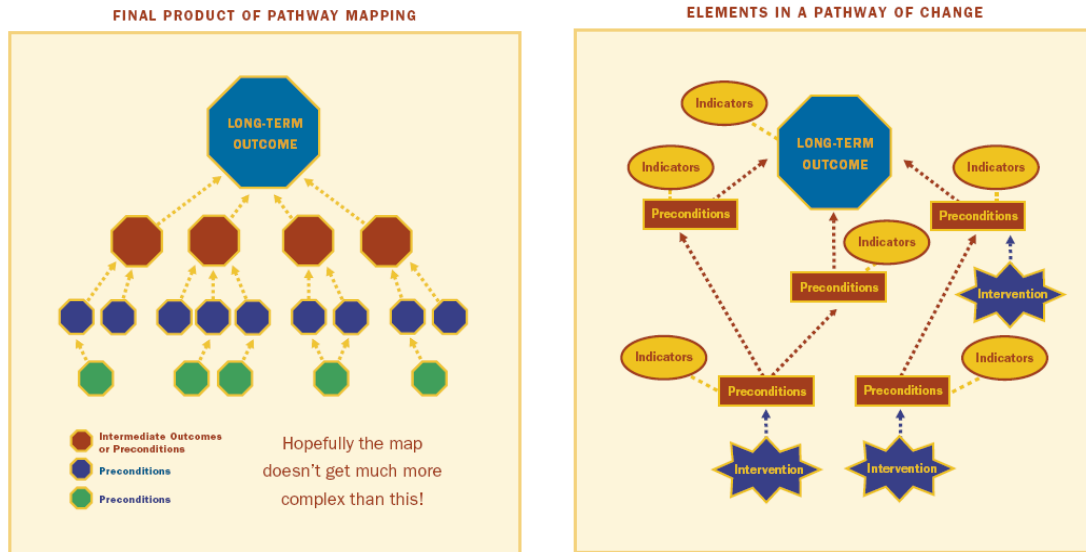 FINAL PRODUCT OF PATHWAY MAPPING
LONG-TERM
OUTCOME
Intermediate Outcomes
or Preconditions
Preconditions
Preconditions
Hopefully the map
doesn't get much more
complex than this!
ELEMENTS IN A PATHWAY OF CHANGE
Indicators
LONG-TERM
OUTCOME
Indicators
Indicators
Preconditions
Preconditions
Indicators
Preconditions
Intervention
Indicators
Indicators
Preconditions
Preconditions
Intervention
Intervention